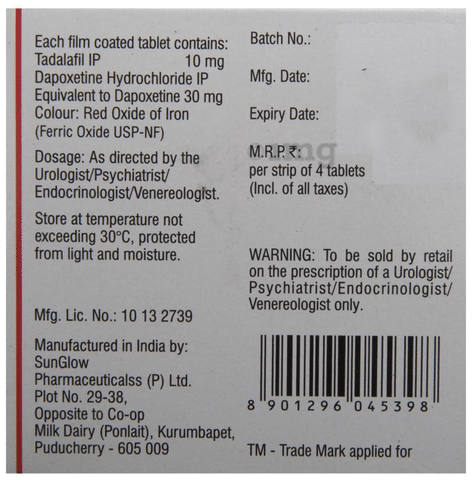 Each film coated tablet contains:
Tadalafil IP 10 mg
Dapoxetine Hydrochloride IP
Equivalent to Dapoxetine 30 mg
Colour: Red Oxide of Iron
(Ferric Oxide USP-NF)
Dosage: As directed by the
Urologist/Psychiatrist/
Endocrinologist/Venereologist.
Store at temperature not
exceeding 30°C, protected
from light and moisture.
Mfg. Lic. No.: 10 13 2739
Manufactured in India by:
SunGlow
Pharmaceuticalss (P) Ltd.
Plot No. 29-38,
Opposite to Co-op
Milk Dairy (Ponlait), Kurumbapet,
Puducherry - 605 009
Batch No.:
Mfg. Date:
Expiry Date:
M.R.P. ₹:
per strip of 4 tablets
(Incl. of all taxes)
WARNING: To be sold by retail
on the prescription of a Urologist/
Psychiatrist/Endocrinologist/
Venereologist only.
8 901296 045398
TM - Trade Mark applied for